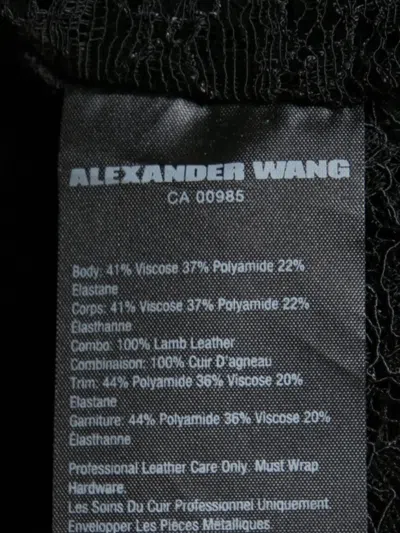 ALEXANDER WANG
CA 00985
Body: 41% Viscose 37% Polyamide 22%
Elastane
Corps: 41% Viscose 37% Polyamide 22%
Élasthanne
Combo: 100% Lamb Leather
Combinaison: 100% Cuir D'agneau
Trim: 44% Polyamide 36% Viscose 20%
Elastane
Garniture: 44% Polyamide 36% Viscose 20%
Élasthanne
Professional Leather Care Only. Must Wrap
Hardware.
Les Soins Du Cuir Professionnel Uniquement.
Envelopper Les Pièces Métalliques.